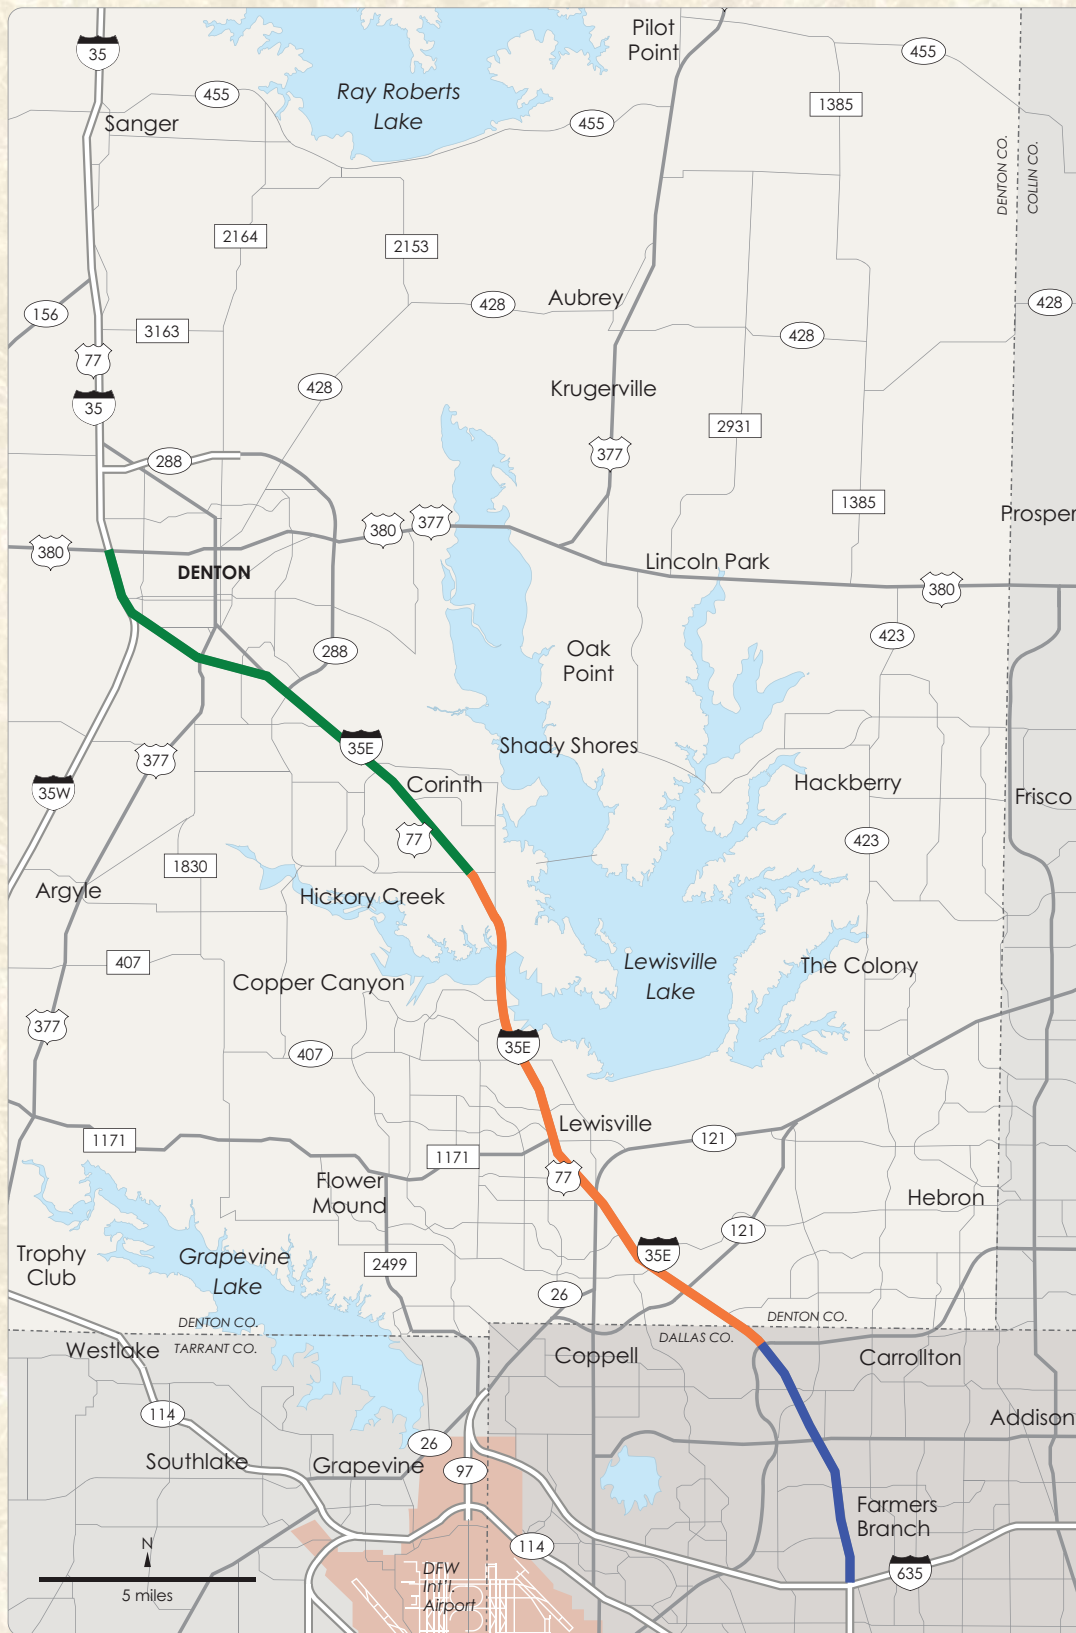 Pilot
Point
35
455
455
Ray Roberts
Lake
1385
Sanger
455
DENTON CO.
COLLIN CO.
2164
2153
156
428
Aubrey
428
3163
428
77
428
Krugerville
35
2931
377
288
1385
Prosper
380
377
380
Lincoln Park
DENTON
380
423
288
Oak
Point
35E
Shady Shores
377
35W
Corinth
Hackberry
Frisco
77
423
1830
Argyle
Hickory Creek
407
Lewisville
Lake
The Colony
Copper Canyon
377
407
35E
Lewisville
1171
121
1171
77
Flower
Mound
Hebron
121
Trophy
Club
Grapevine
Lake
35E
2499
26
DENTON CO.
DENTON CO.
DALLAS CO.
Westlake
TARRANT CO.
Coppell
Carrollton
114
Addison
26
Southlake
Grapevine
97
Farmers
Branch
N
114
5 miles
DFW
Int'l.
Airport
635